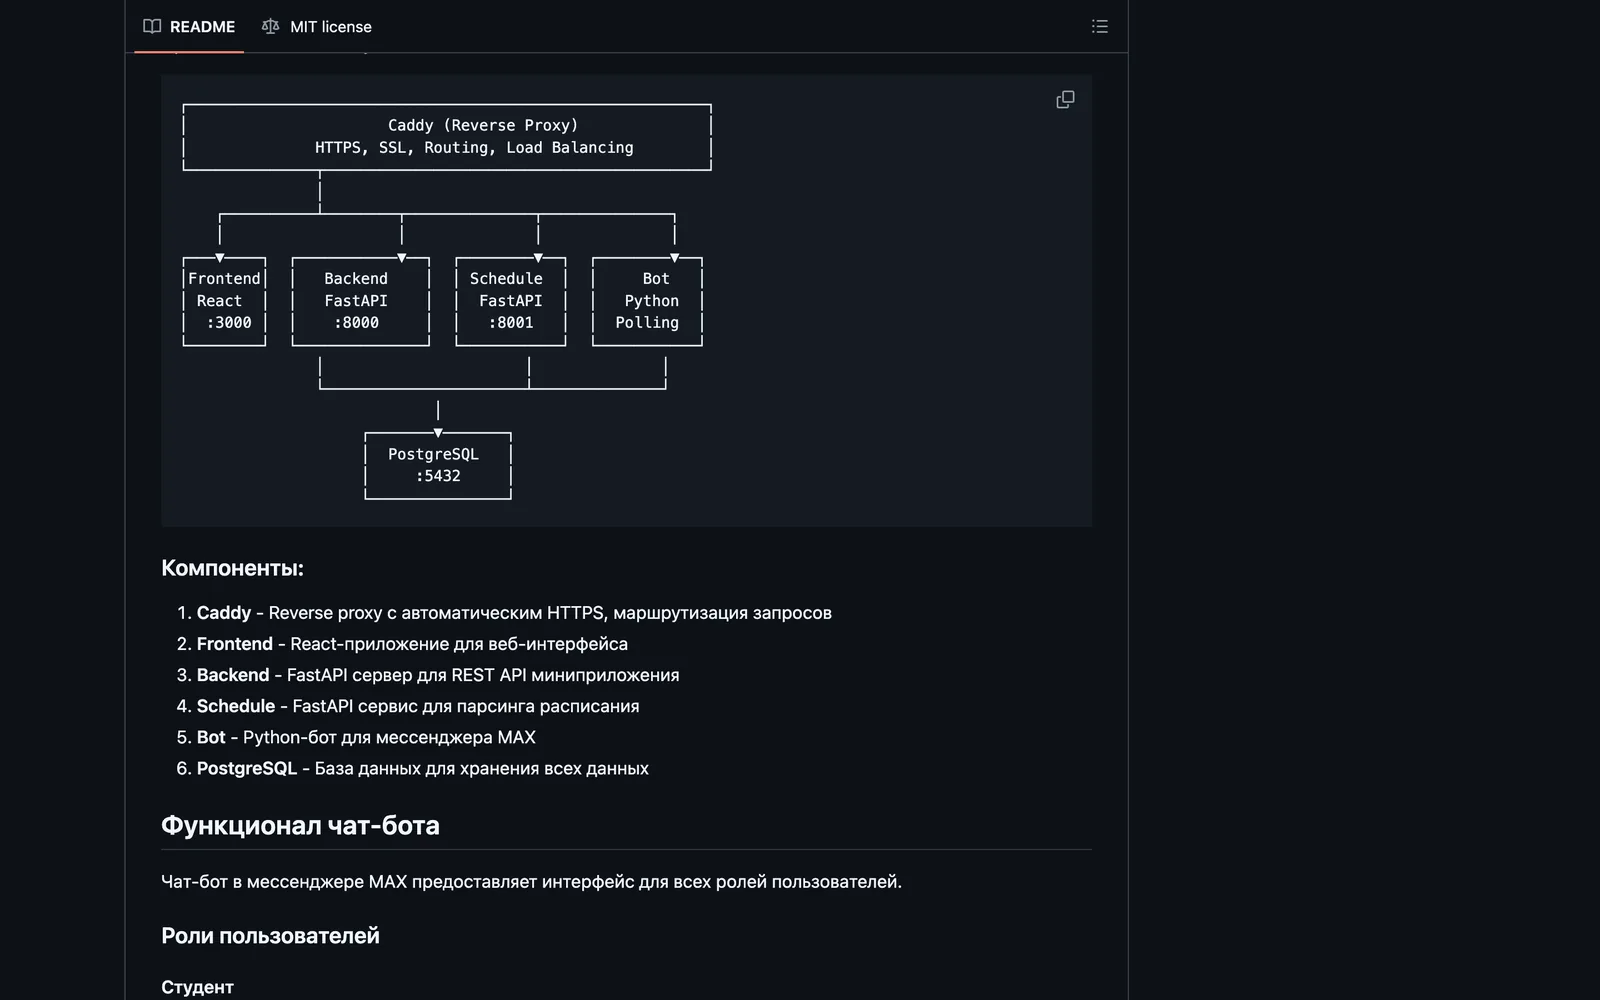 README
MIT license
Caddy (Reverse Proxy)
HTTPS, SSL, Routing, Load Balancing
Frontend Backend Schedule Bot
React FastAPI FastAPI Python
:3000 :8000 :8001 Polling
PostgreSQL
:5432
Компоненты:
1. Caddy - Reverse proxy с автоматическим HTTPS, маршрутизация запросов
2. Frontend - React-приложение для веб-интерфейса
3. Backend - FastAPI сервер для REST API миниприложения
4. Schedule - FastAPI сервис для парсинга расписания
5. Bot - Python-бот для мессенджера MAX
6. PostgreSQL - База данных для хранения всех данных
Функционал чат-бота
Чат-бот в мессенджере MAX предоставляет интерфейс для всех ролей пользователей.
Роли пользователей
Студент